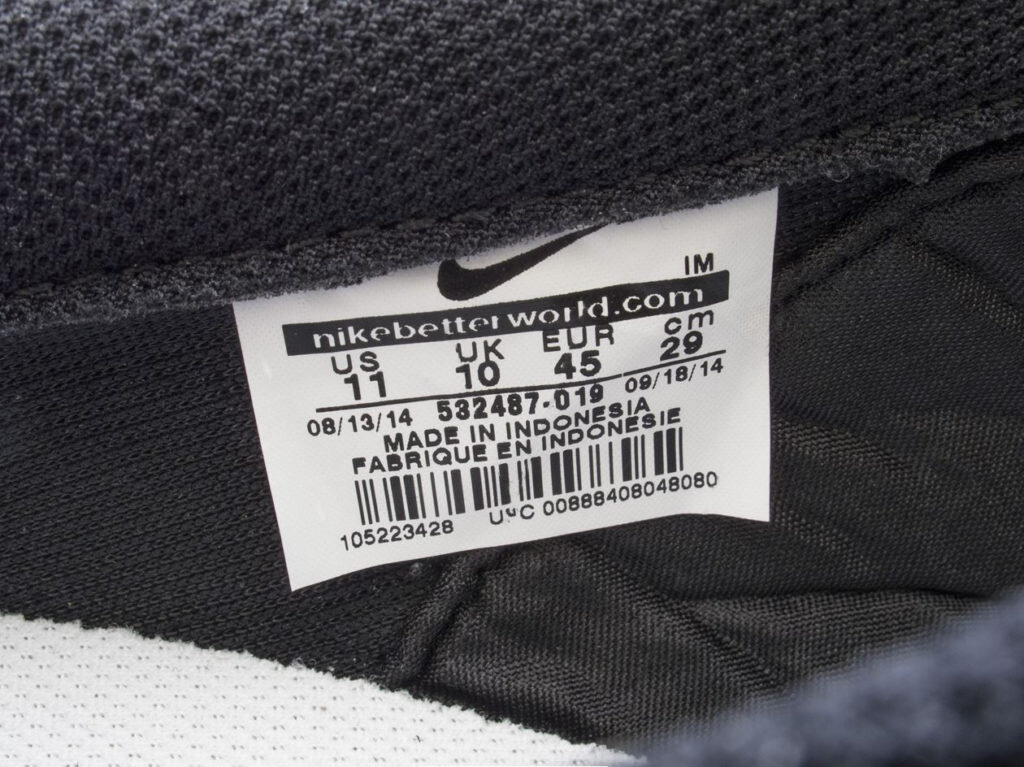 IM
nikebetterworld.com
US UK EUR cm
11 10 45 29
08/13/14 532487-019 09/18/14
MADE IN INDONESIA
FABRIQUE EN INDONESIE
105223428 UPC 00888408048080